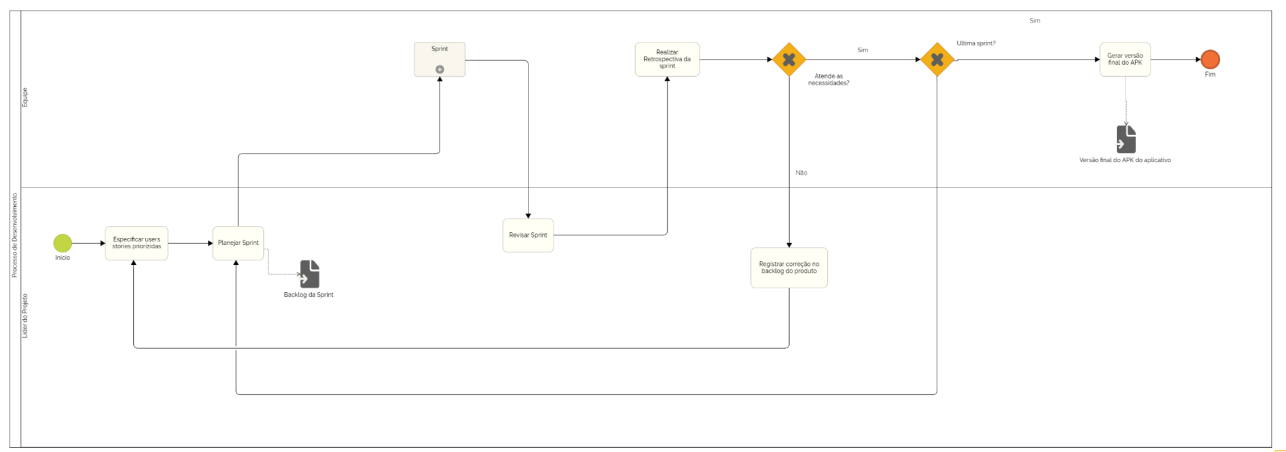 Processo de Desenvolvimento
Equipe
Sprint
Realizar
Retrospectiva da
sprint
Atende as
necessidades?
Sim
Ultima sprint?
Sim
Gerar versão
final do APK
Fim
Versão final do APK do aplicativo
Não
Lider do Projeto
Inicio
Especificar users
stories priorizidas
Planejar Sprint
Backlog da Sprint
Revisar Sprint
Registrar correção no
backlog do produto